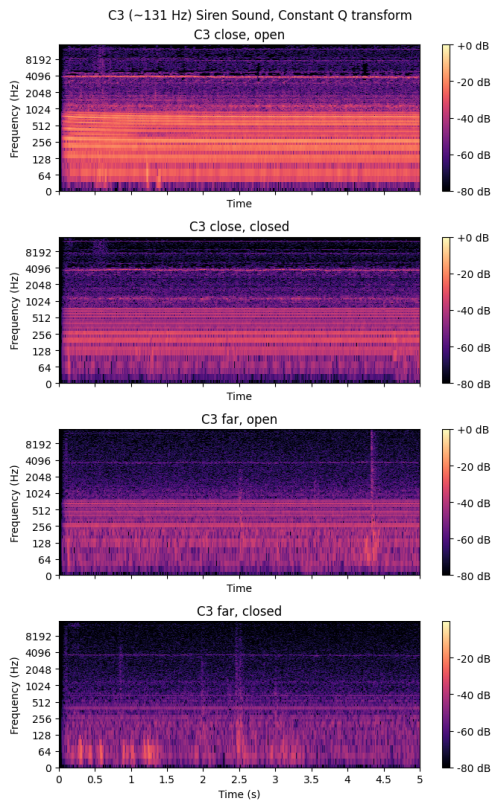 C3 (~131 Hz) Siren Sound, Constant Q transform
C3 close, open
Frequency (Hz)
8192
4096
2048
1024
512
256
128
64
0
Time
+0 dB
-20 dB
-40 dB
-60 dB
-80 dB
C3 close, closed
Frequency (Hz)
8192
4096
2048
1024
512
256
128
64
0
Time
+0 dB
-20 dB
-40 dB
-60 dB
-80 dB
C3 far, open
Frequency (Hz)
8192
4096
2048
1024
512
256
128
64
0
Time
+0 dB
-20 dB
-40 dB
-60 dB
-80 dB
C3 far, closed
Frequency (Hz)
8192
4096
2048
1024
512
256
128
64
0
0 0.5 1 1.5 2 2.5 3 3.5 4 4.5 5
Time (s)
-20 dB
-40 dB
-60 dB
-80 dB